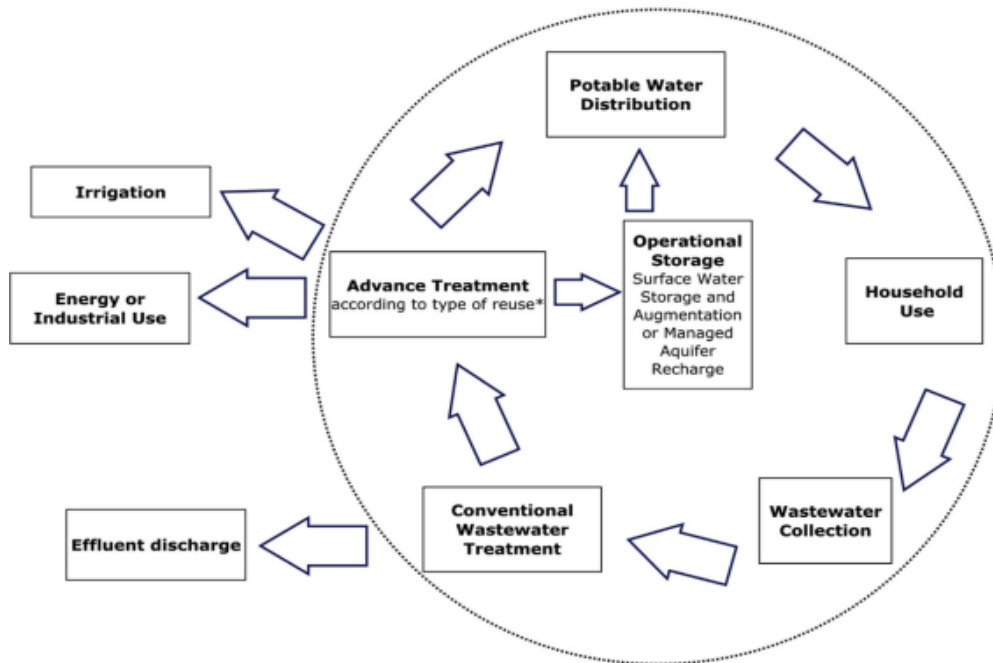 Potable Water
Distribution
Irrigation
Operational
Storage
Surface Water
Storage and
Augmentation
or Managed
Aquifer
Recharge
Advance Treatment
according to type of reuse*
Energy or
Industrial Use
Household
Use
Wastewater
Collection
Conventional
Wastewater
Treatment
Effluent discharge